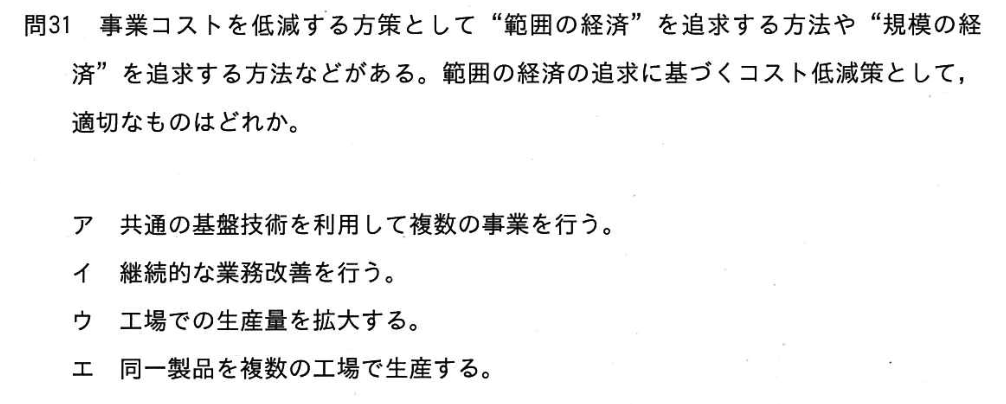 問31 事業コストを低減する方策として“範囲の経済”を追求する方法や“規模の経
済”を追求する方法などがある。範囲の経済の追求に基づくコスト低減策として，
適切なものはどれか。
ア 共通の基盤技術を利用して複数の事業を行う。
イ 継続的な業務改善を行う。
ウ 工場での生産量を拡大する。
エ 同一製品を複数の工場で生産する。